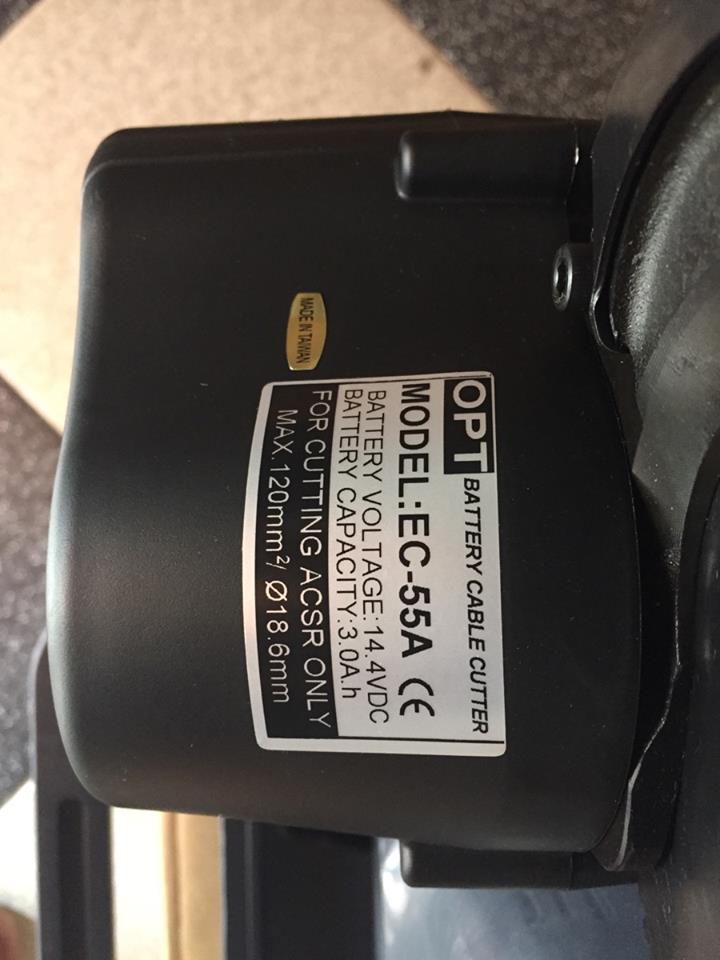 OPT BATTERY CABLE CUTTER
MODEL:EC-55A CE
BATTERY VOLTAGE:14.4VDC
BATTERY CAPACITY:3.0A.h
FOR CUTTING ACSR ONLY
MAX.120mm²/ Ø18.6mm
MADE IN TAIWAN